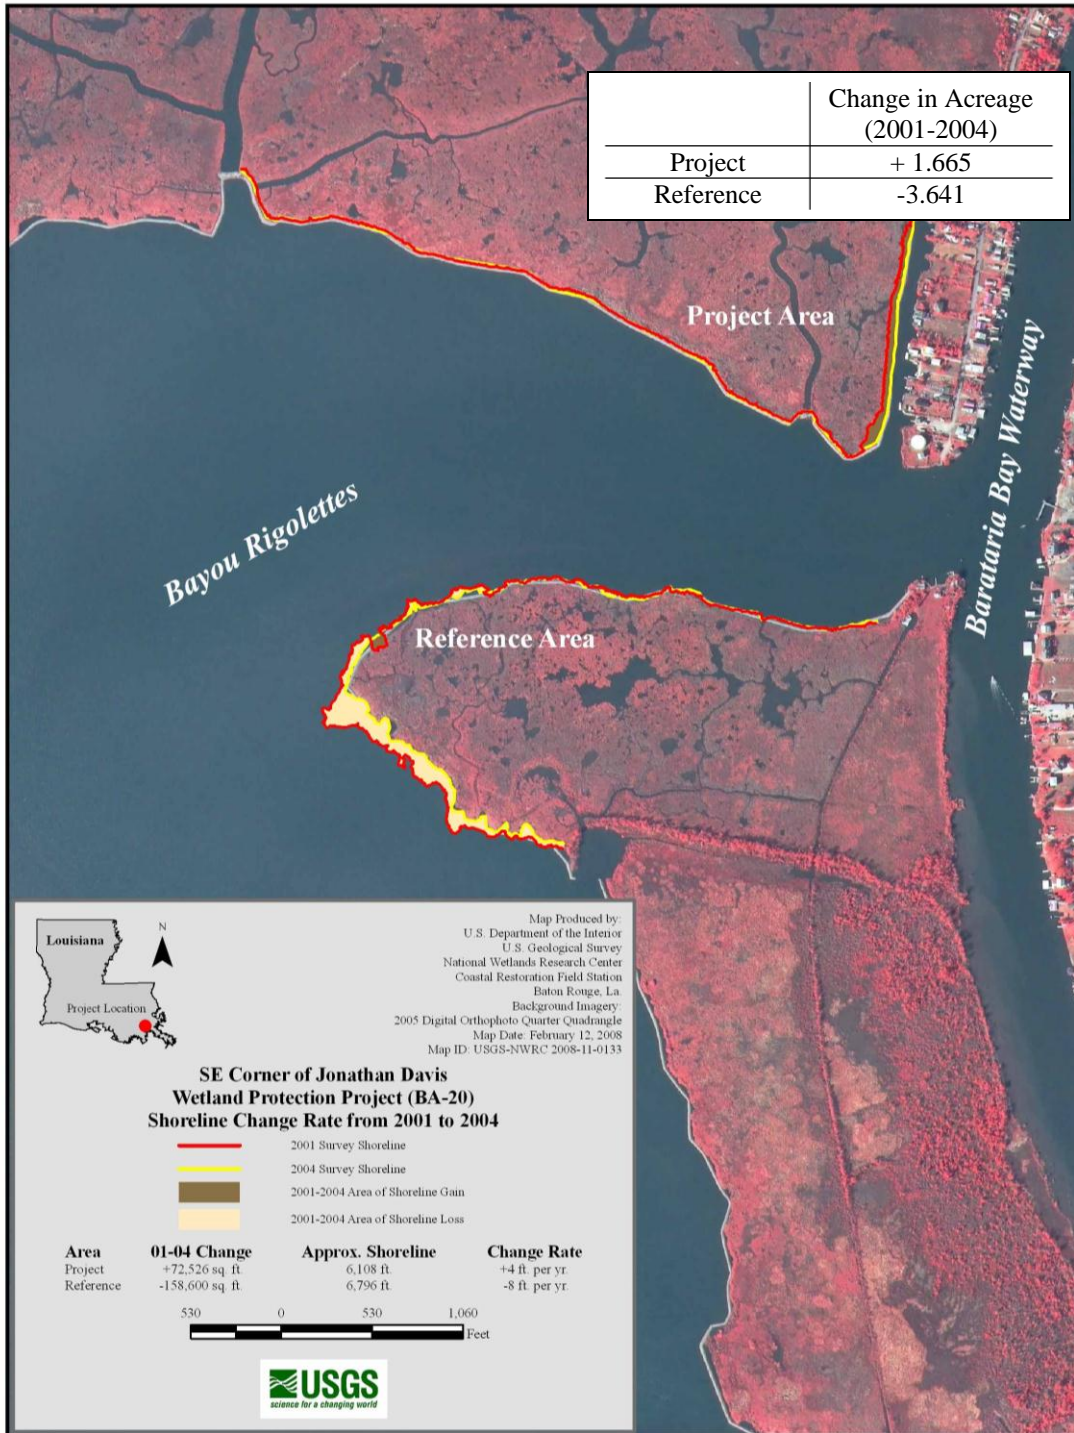 Change in Acreage
(2001-2004)
Project + 1.665
Reference -3.641
Project Area
Barataria Bay Waterway
Bayou Rigolettes
Reference Area
Louisiana
N
Project Location
Map Produced by:
U.S. Department of the Interior
U.S. Geological Survey
National Wetlands Research Center
Coastal Restoration Field Station
Baton Rouge, La.
Background Imagery:
2005 Digital Orthophoto Quarter Quadrangle
Map Date: February 12, 2008
Map ID: USGS-NWRC 2008-11-0133
SE Corner of Jonathan Davis
Wetland Protection Project (BA-20)
Shoreline Change Rate from 2001 to 2004
2001 Survey Shoreline
2004 Survey Shoreline
2001-2004 Area of Shoreline Gain
2001-2004 Area of Shoreline Loss
Area 01-04 Change Approx. Shoreline Change Rate
Project +72,526 sq. ft. 6,108 ft. +4 ft. per yr.
Reference -158,600 sq. ft. 6,796 ft. -8 ft. per yr.
530 0 530 1,060
Feet
USGS
science for a changing world